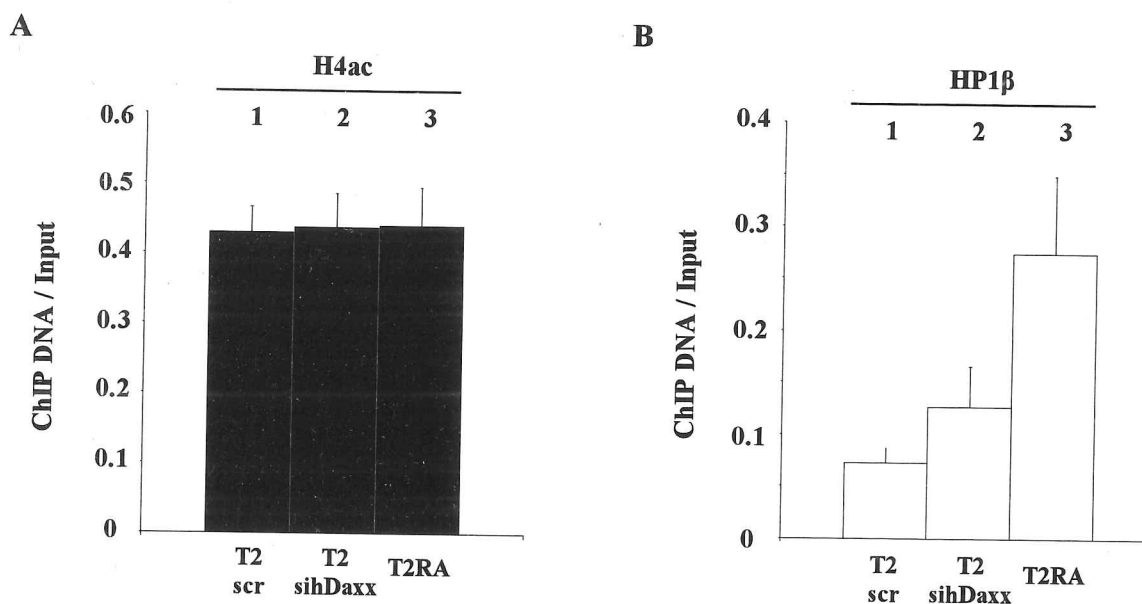 A
H4ac
1 2 3
0.6
0.5
0.4
0.3
0.2
0.1
0
ChIP DNA / Input
T2 scr
T2 sihDaxx
T2RA
B
HP1β
1 2 3
0.4
0.3
0.2
0.1
0
ChIP DNA / Input
T2 scr
T2 sihDaxx
T2RA